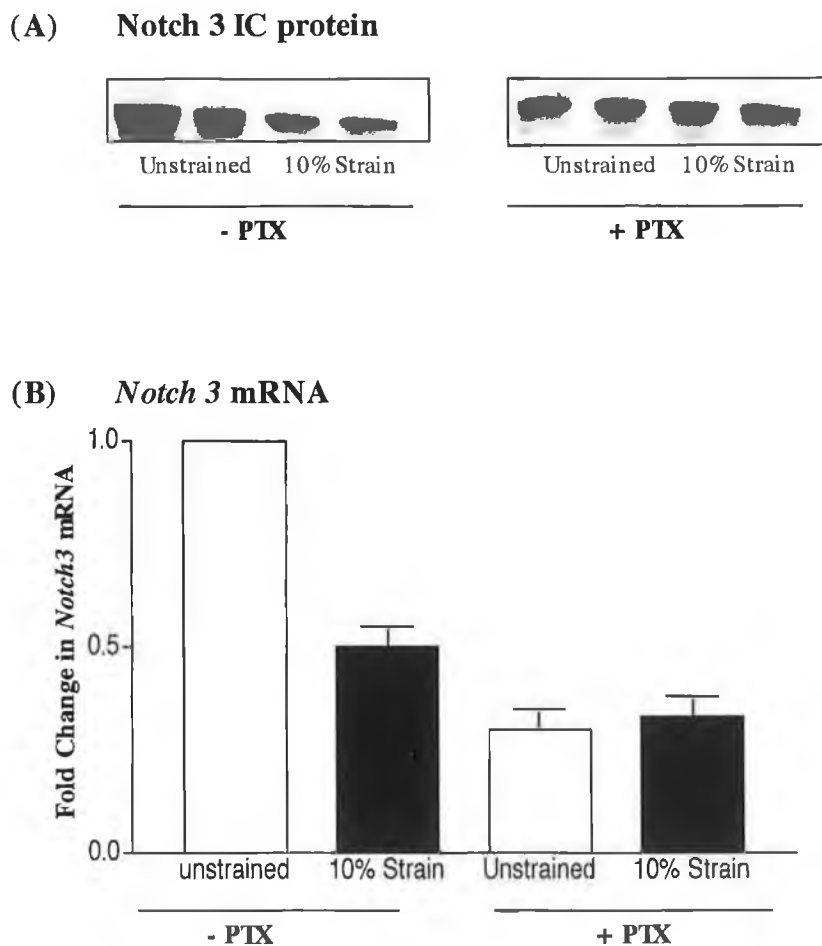 (A) Notch 3 IC protein
Unstrained 10% Strain Unstrained 10% Strain
- PTX + PTX
(B) Notch 3 mRNA
Fold Change in Notch3 mRNA
1.0
0.5
0.0
unstrained 10% Strain Unstrained 10% Strain
- PTX + PTX